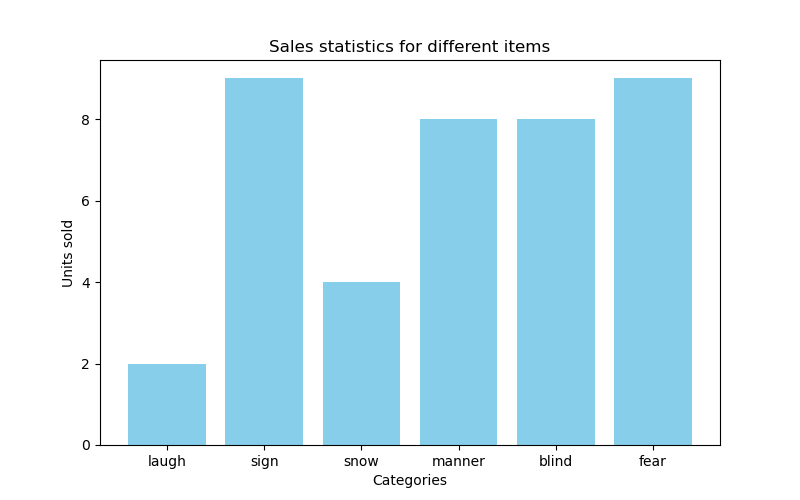 Sales statistics for different items
Units sold
8
6
4
2
0
laugh sign snow manner blind fear
Categories